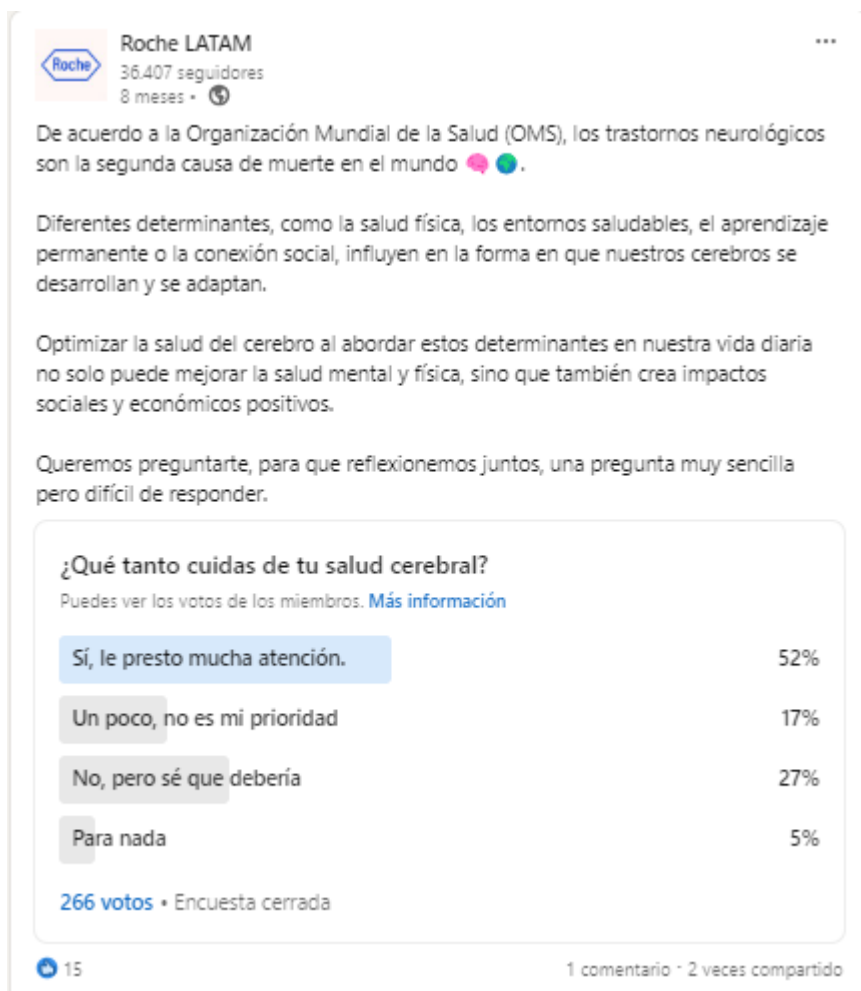 Roche
Roche LATAM
...
36.407 seguidores
8 meses •
De acuerdo a la Organización Mundial de la Salud (OMS), los trastornos neurológicos
son la segunda causa de muerte en el mundo 🧠 🌍.
Diferentes determinantes, como la salud física, los entornos saludables, el aprendizaje
permanente o la conexión social, influyen en la forma en que nuestros cerebros se
desarrollan y se adaptan.
Optimizar la salud del cerebro al abordar estos determinantes en nuestra vida diaria
no solo puede mejorar la salud mental y física, sino que también crea impactos
sociales y económicos positivos.
Queremos preguntarte, para que reflexionemos juntos, una pregunta muy sencilla
pero difícil de responder.
¿Qué tanto cuidas de tu salud cerebral?
Puedes ver los votos de los miembros. Más información
Sí, le presto mucha atención. 52%
Un poco, no es mi prioridad 17%
No, pero sé que debería 27%
Para nada 5%
266 votos • Encuesta cerrada
15 1 comentario · 2 veces compartido